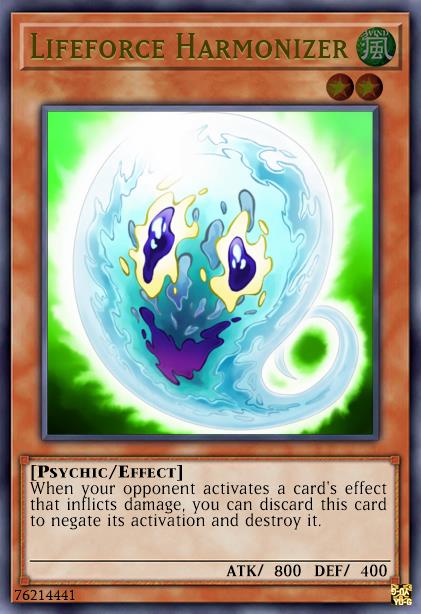 LIFEFORCE HARMONIZER
WIND
風
[PSYCHIC/EFFECT]
When your opponent activates a card's effect
that inflicts damage, you can discard this card
to negate its activation and destroy it.
ATK/ 800 DEF/ 400
76214441